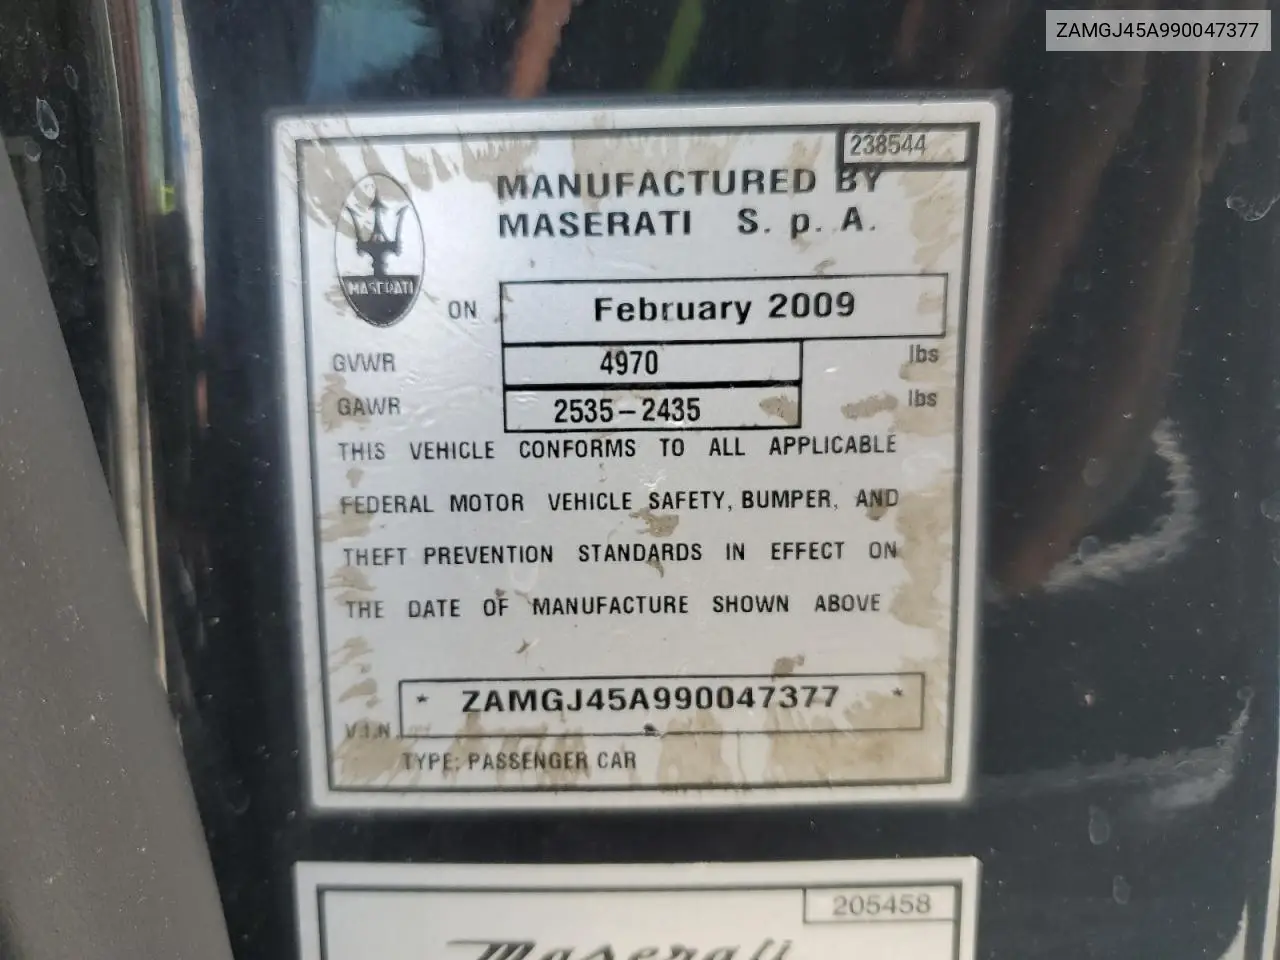 ZAMGJ45A990047377
238544
MANUFACTURED BY
MASERATI S. p. A.
MASERATI
ON February 2009
GVWR 4970 lbs
GAWR 2535-2435 lbs
THIS VEHICLE CONFORMS TO ALL APPLICABLE
FEDERAL MOTOR VEHICLE SAFETY, BUMPER, AND
THEFT PREVENTION STANDARDS IN EFFECT ON
THE DATE OF MANUFACTURE SHOWN ABOVE
V.I.N. * ZAMGJ45A990047377 *
TYPE: PASSENGER CAR
205458
Maserati